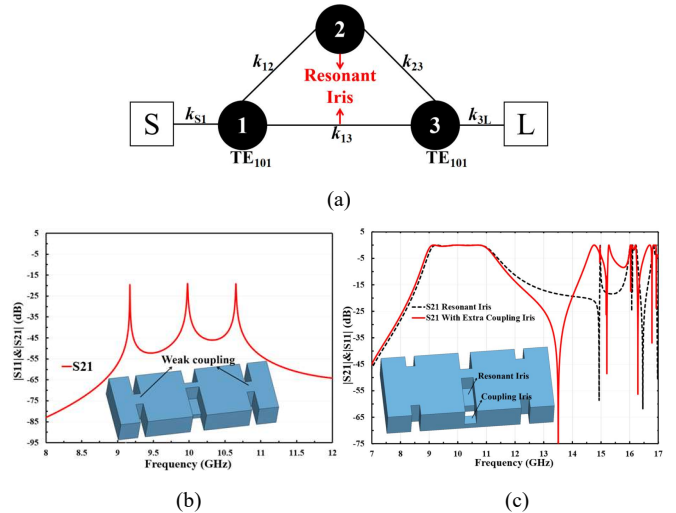 2
k12
k23
Resonant
Iris
S
kS1
1
k13
3
k3L
L
TE101
TE101
(a)
5
-5
-15
-25
-35
-45
-55
-65
-75
-85
-95
|S11|&|S21| (dB)
S21
Weak coupling
8
8.5
9
9.5
10
10.5
11
11.5
12
Frequency (GHz)
(b)
5
-5
-15
-25
-35
-45
-55
-65
-75
|S21|&|S11| (dB)
S21 Resonant Iris
S21 With Extra Coupling Iris
Resonant Iris
Coupling Iris
7
8
9
10
11
12
13
14
15
16
17
Frequency (GHz)
(c)